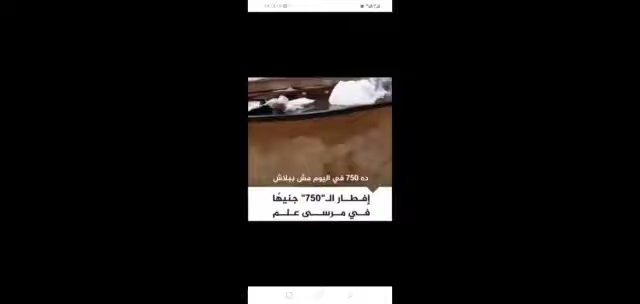 ده 750 في اليوم مش ببلاش
إفطار الـ"750" جنيهًا
في مرسى علم